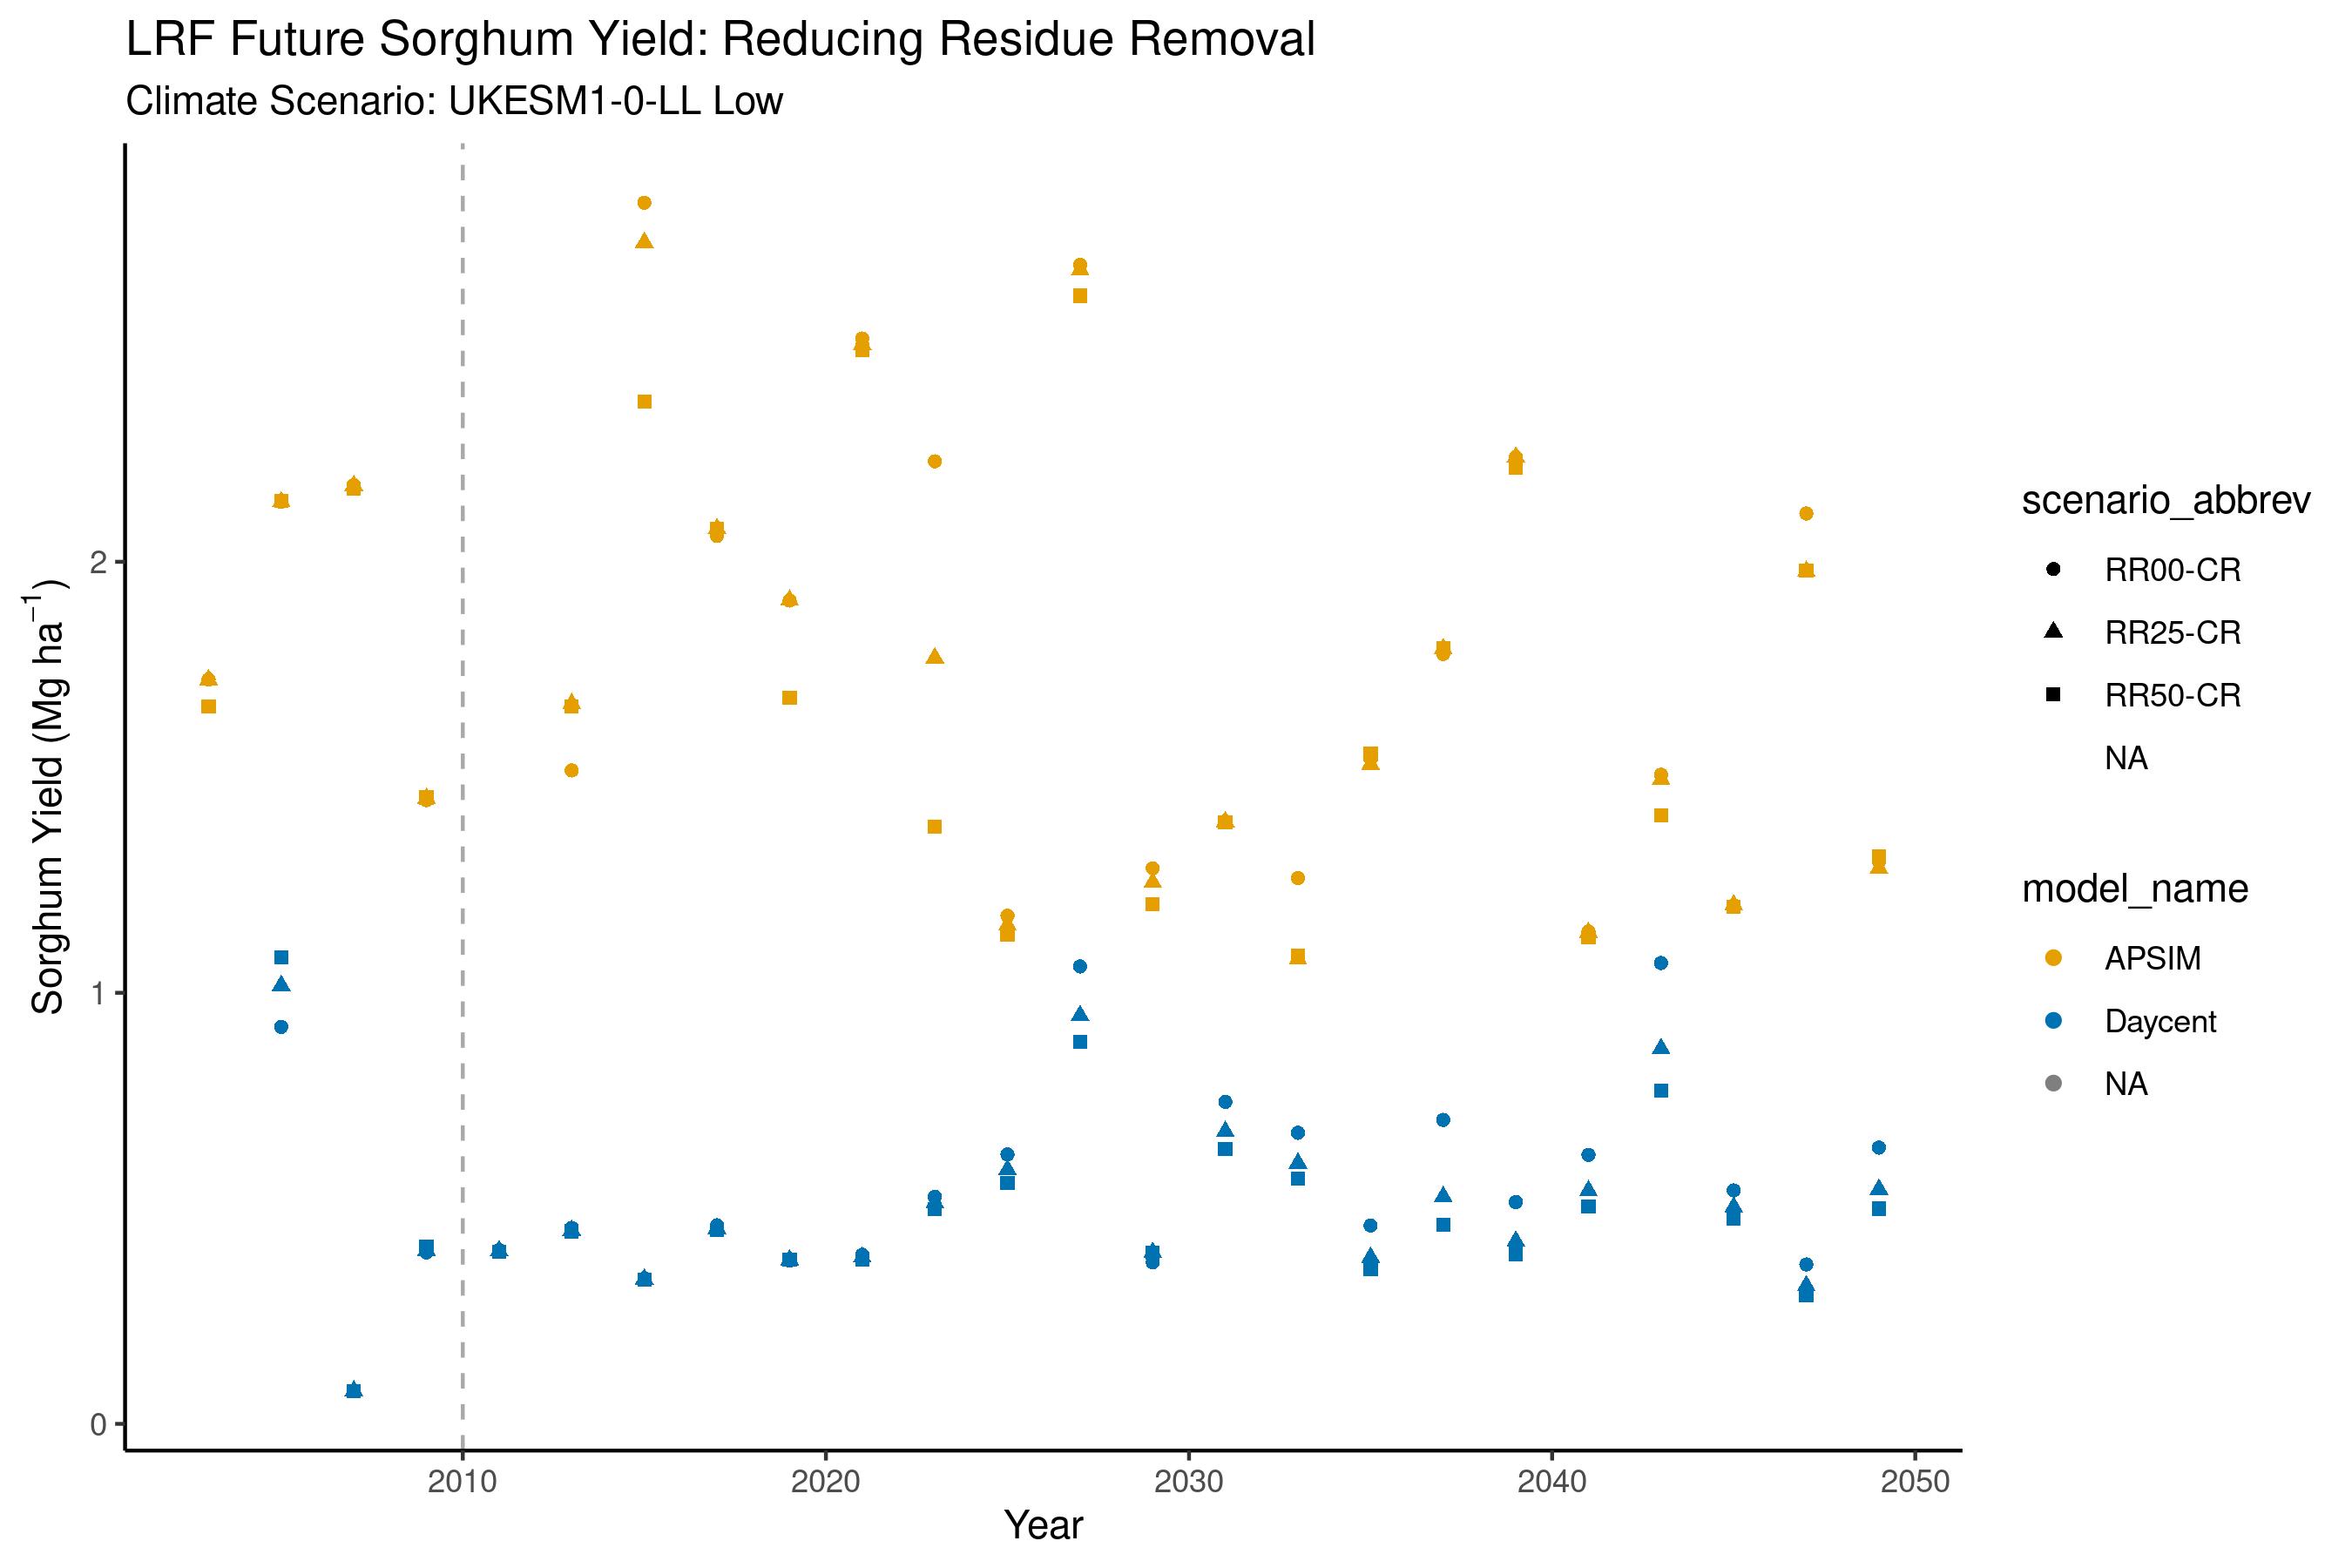 LRF Future Sorghum Yield: Reducing Residue Removal
Climate Scenario: UKESM1-0-LL Low
Sorghum Yield (Mg ha⁻¹)
2
1
0
2010
2020
2030
2040
2050
Year
scenario_abbrev
RR00-CR
RR25-CR
RR50-CR
NA
model_name
APSIM
Daycent
NA